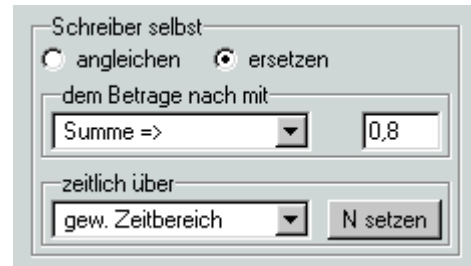 Schreiber selbst
angleichen ersetzen
dem Betrage nach mit
Summe => 0,8
zeitlich über
gew. Zeitbereich N setzen